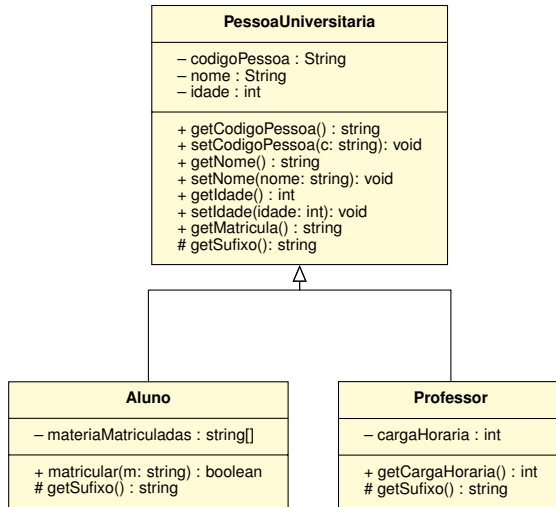 PessoaUniversitaria
– codigoPessoa : String
– nome : String
– idade : int
+ getCodigoPessoa() : string
+ setCodigoPessoa(c: string): void
+ getNome() : string
+ setNome(nome: string): void
+ getIdade() : int
+ setIdade(idade: int): void
+ getMatricula() : string
# getSufixo(): string
Aluno
– materiaMatriculadas : string[]
+ matricular(m: string) : boolean
# getSufixo() : string
Professor
– cargaHoraria : int
+ getCargaHoraria() : int
# getSufixo() : string